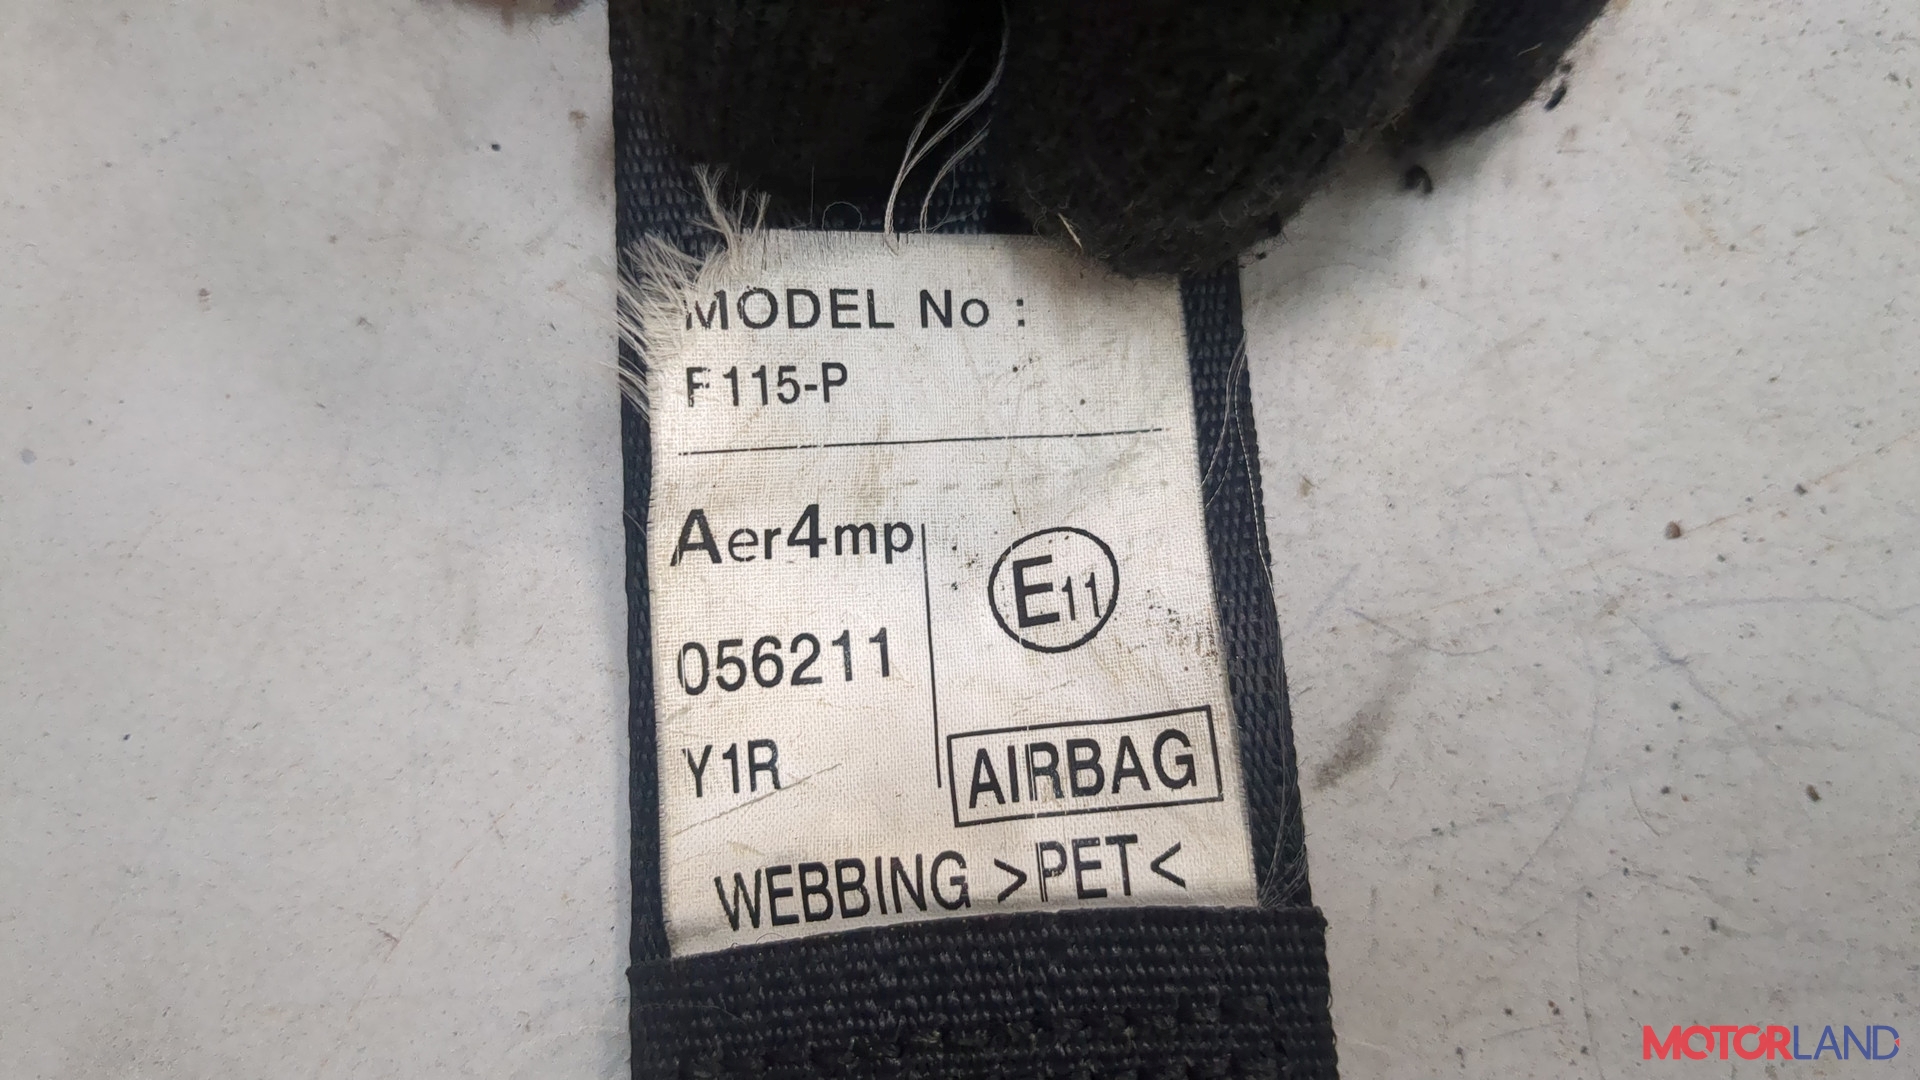 MODEL No :
F115-P
Aer4mp
E11
056211
Y1R
AIRBAG
WEBBING >PET<
MOTORLAND